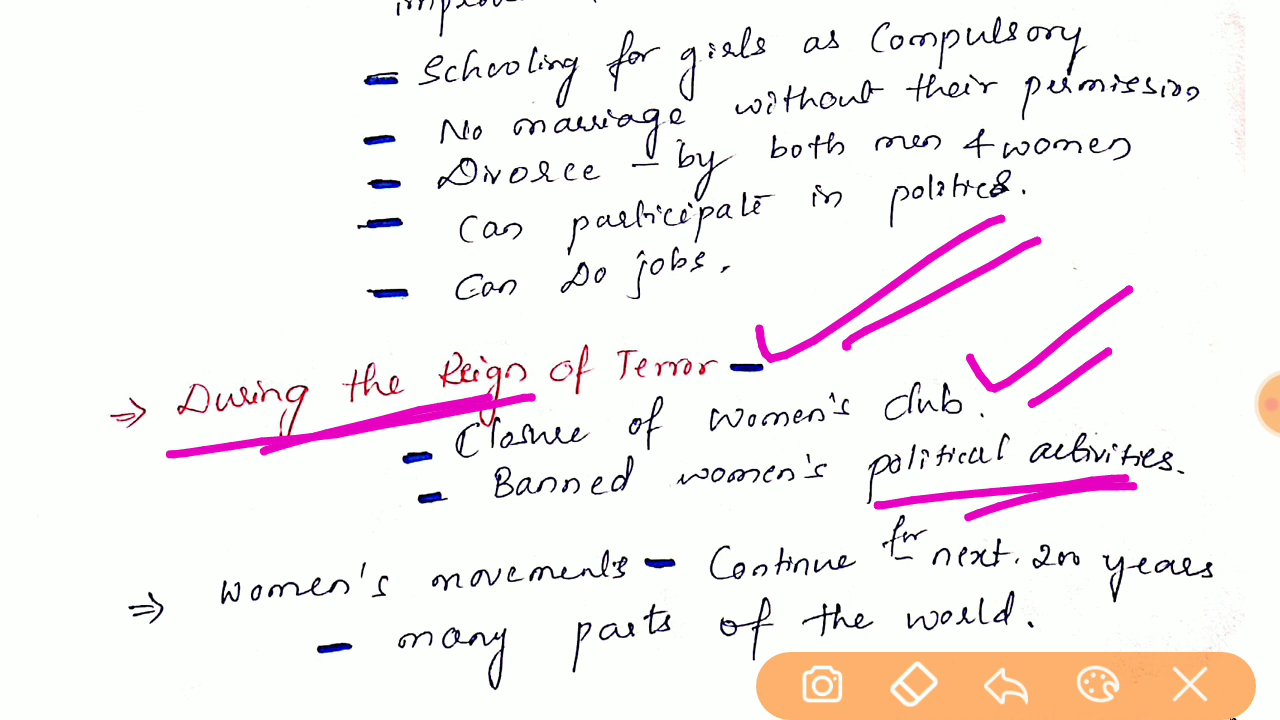 - Schooling for girls as Compulsory
- No marriage without their permission
- Divorce - by both men & women
- Can participate in politics.
- Can Do jobs.
⇒ During the Reign of Terror -
- Closure of women's club.
- Banned women's political activities.
⇒ Women's movements - Continue for next 200 years
- many parts of the world.